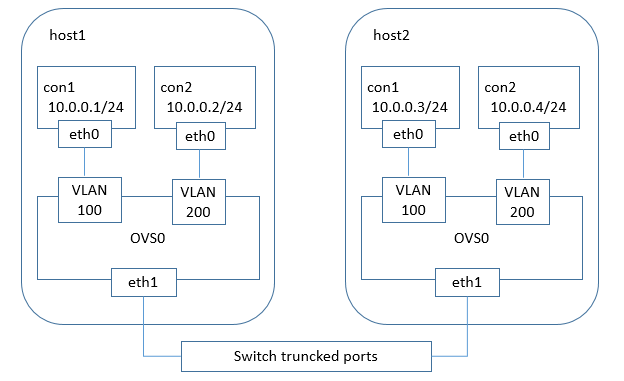 host1
con1
10.0.0.1/24
eth0
con2
10.0.0.2/24
eth0
VLAN
100
VLAN
200
OVS0
eth1
host2
con1
10.0.0.3/24
eth0
con2
10.0.0.4/24
eth0
VLAN
100
VLAN
200
OVS0
eth1
Switch truncked ports